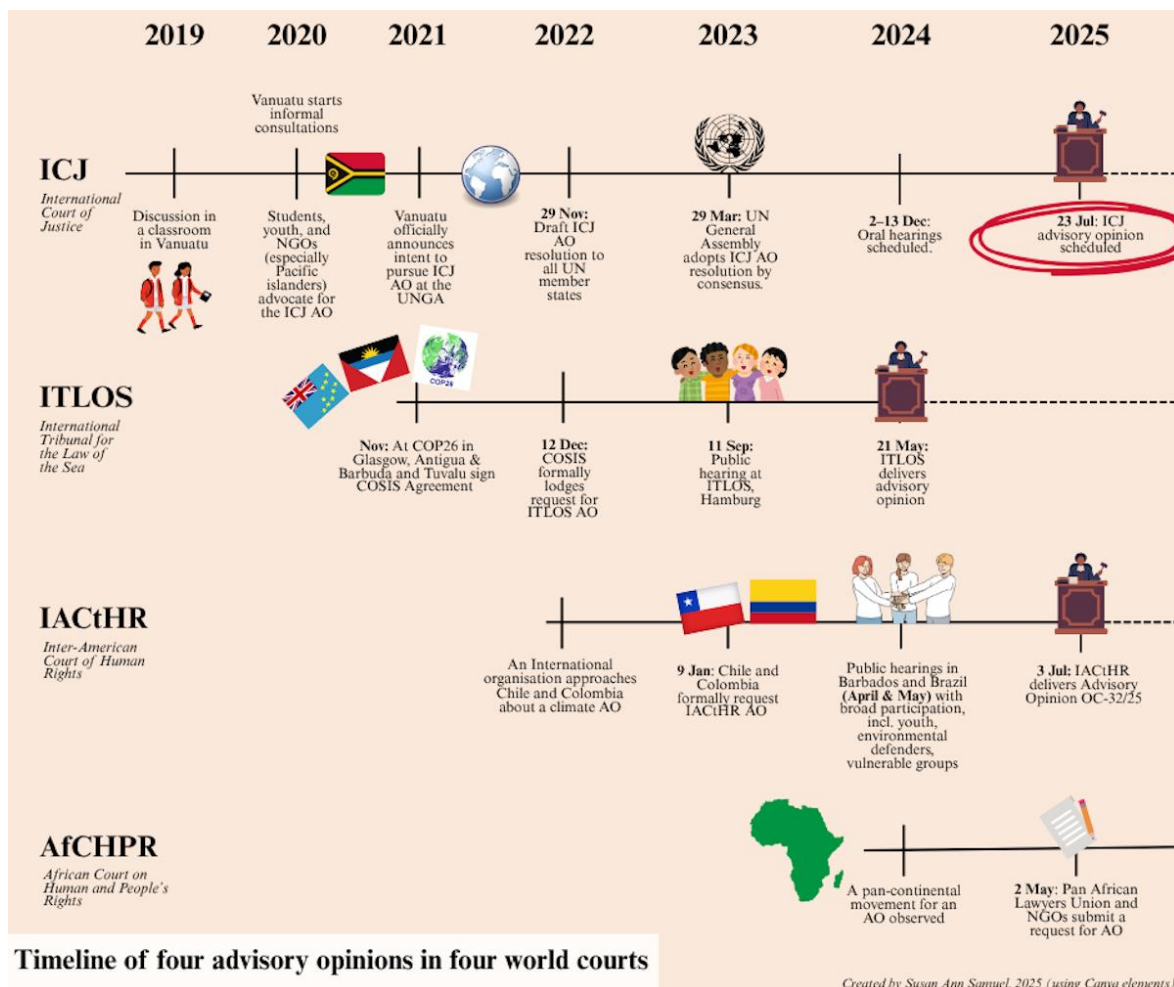 2019 2020 2021 2022 2023 2024 2025
ICJ
International
Court of
Justice
Discussion in
a classroom
in Vanuatu
Vanuatu starts
informal
consultations
Students,
youth, and NGOs
(especially
Pacific
islanders)
advocate for
the ICJ AO
Vanuatu
officially
announces
intent to
pursue ICJ
AO at the
UNGA
29 Nov:
Draft ICJ
AO
resolution to
all UN
member
states
29 Mar: UN
General
Assembly
adopts ICJ AO
resolution by
consensus.
2–13 Dec:
Oral hearings
scheduled.
23 Jul: ICJ
advisory opinion
scheduled
ITLOS
International
Tribunal for
the Law of
the Sea
COP26
Nov: At COP26 in
Glasgow, Antigua &
Barbuda and Tuvalu sign
COSIS Agreement
12 Dec:
COSIS
formally
lodges
request for
ITLOS AO
11 Sep:
Public
hearing at
ITLOS,
Hamburg
21 May:
ITLOS
delivers
advisory
opinion
IACtHR
Inter-American
Court of Human
Rights
An International
organisation approaches
Chile and Colombia
about a climate AO
9 Jan: Chile and
Colombia
formally request
IACtHR AO
Public hearings in
Barbados and Brazil
(April & May) with
broad participation,
incl. youth,
environmental
defenders,
vulnerable groups
3 Jul: IACtHR
delivers Advisory
Opinion OC-32/25
AfCHPR
African Court on
Human and People's
Rights
A pan-continental
movement for an
AO observed
2 May: Pan African
Lawyers Union and
NGOs submit a
request for AO
Timeline of four advisory opinions in four world courts
Created by Susan Ann Samuel, 2025 (using Canva elements)